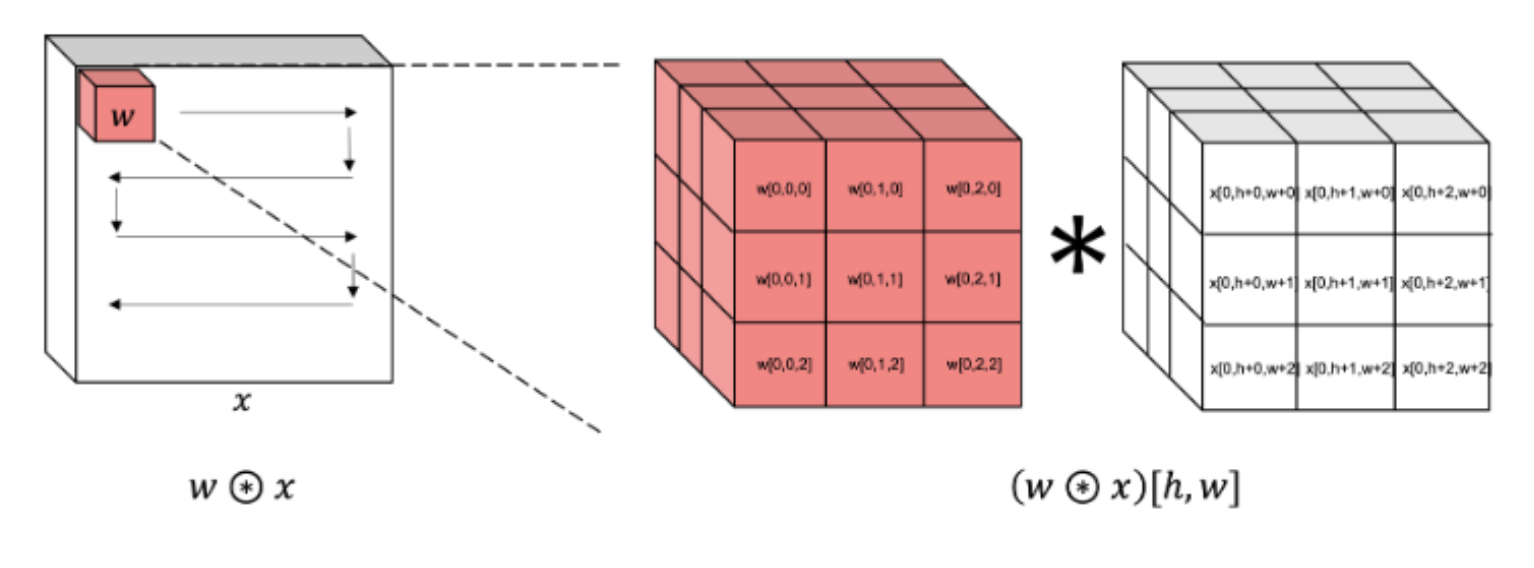 w
w[0,0,0] w[0,1,0] w[0,2,0]
w[0,0,1] w[0,1,1] w[0,2,1]
w[0,0,2] w[0,1,2] w[0,2,2]
*
x[0,h+0,w+0] x[0,h+1,w+0] x[0,h+2,w+0]
x[0,h+0,w+1] x[0,h+1,w+1] x[0,h+2,w+1]
x[0,h+0,w+2] x[0,h+1,w+2] x[0,h+2,w+2]
x
w ⊛ x
(w ⊛ x)[h, w]